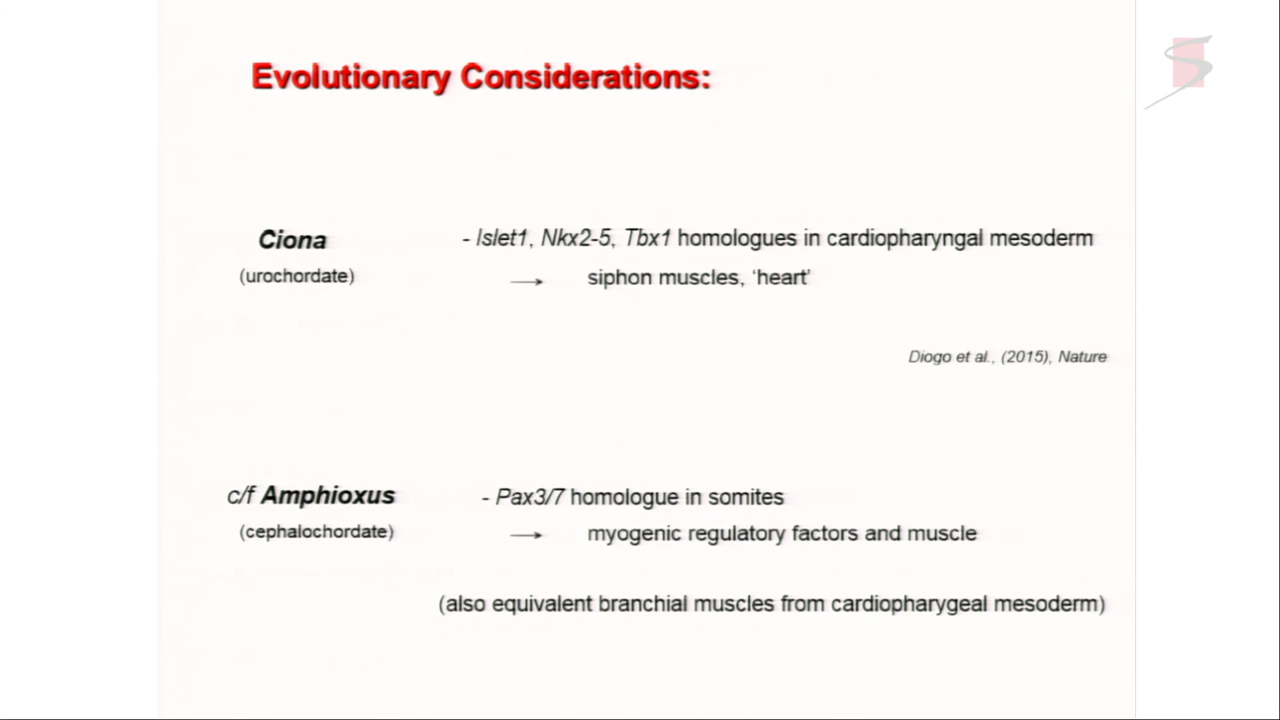 Evolutionary Considerations:
Ciona - Islet1, Nkx2-5, Tbx1 homologues in cardiopharyngal mesoderm
(urochordate) → siphon muscles, ‘heart’
Diogo et al., (2015), Nature
c/f Amphioxus - Pax3/7 homologue in somites
(cephalochordate) → myogenic regulatory factors and muscle
(also equivalent branchial muscles from cardiopharygeal mesoderm)